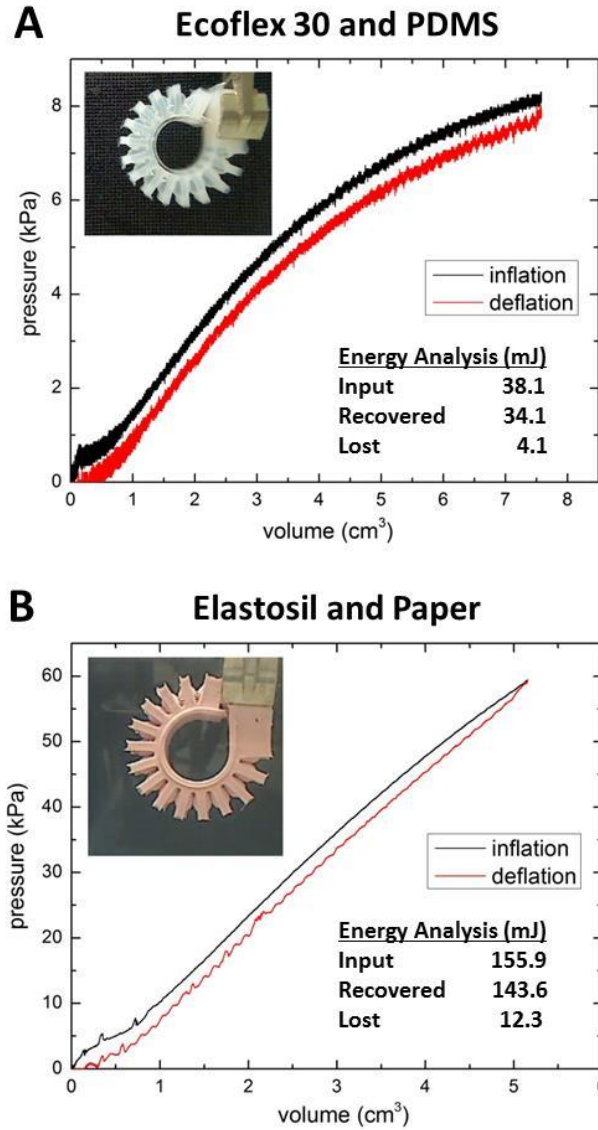 A
Ecoflex 30 and PDMS
pressure (kPa)
8
6
4
2
0
inflation
deflation
Energy Analysis (mJ)
Input 38.1
Recovered 34.1
Lost 4.1
0 1 2 3 4 5 6 7 8
volume (cm³)
B
Elastosil and Paper
pressure (kPa)
60
50
40
30
20
10
0
inflation
deflation
Energy Analysis (mJ)
Input 155.9
Recovered 143.6
Lost 12.3
0 1 2 3 4 5
volume (cm³)